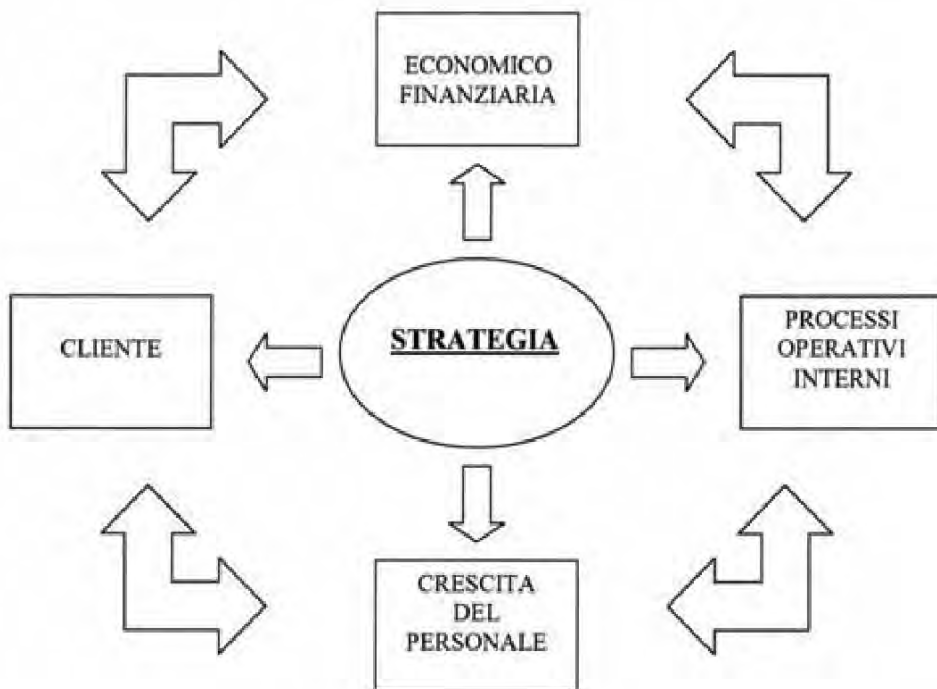 ECONOMICO
FINANZIARIA
CLIENTE
STRATEGIA
PROCESSI
OPERATIVI
INTERNI
CRESCITA
DEL
PERSONALE